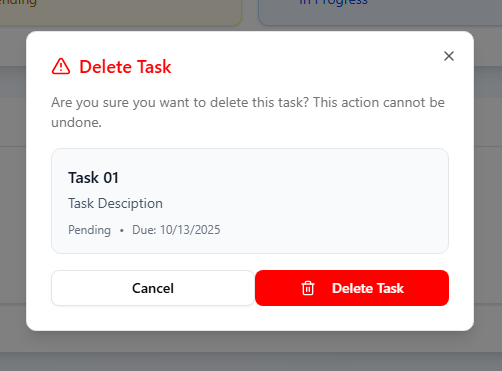 ending
In Progress
Delete Task
Are you sure you want to delete this task? This action cannot be
undone.
Task 01
Task Desciption
Pending • Due: 10/13/2025
Cancel
Delete Task